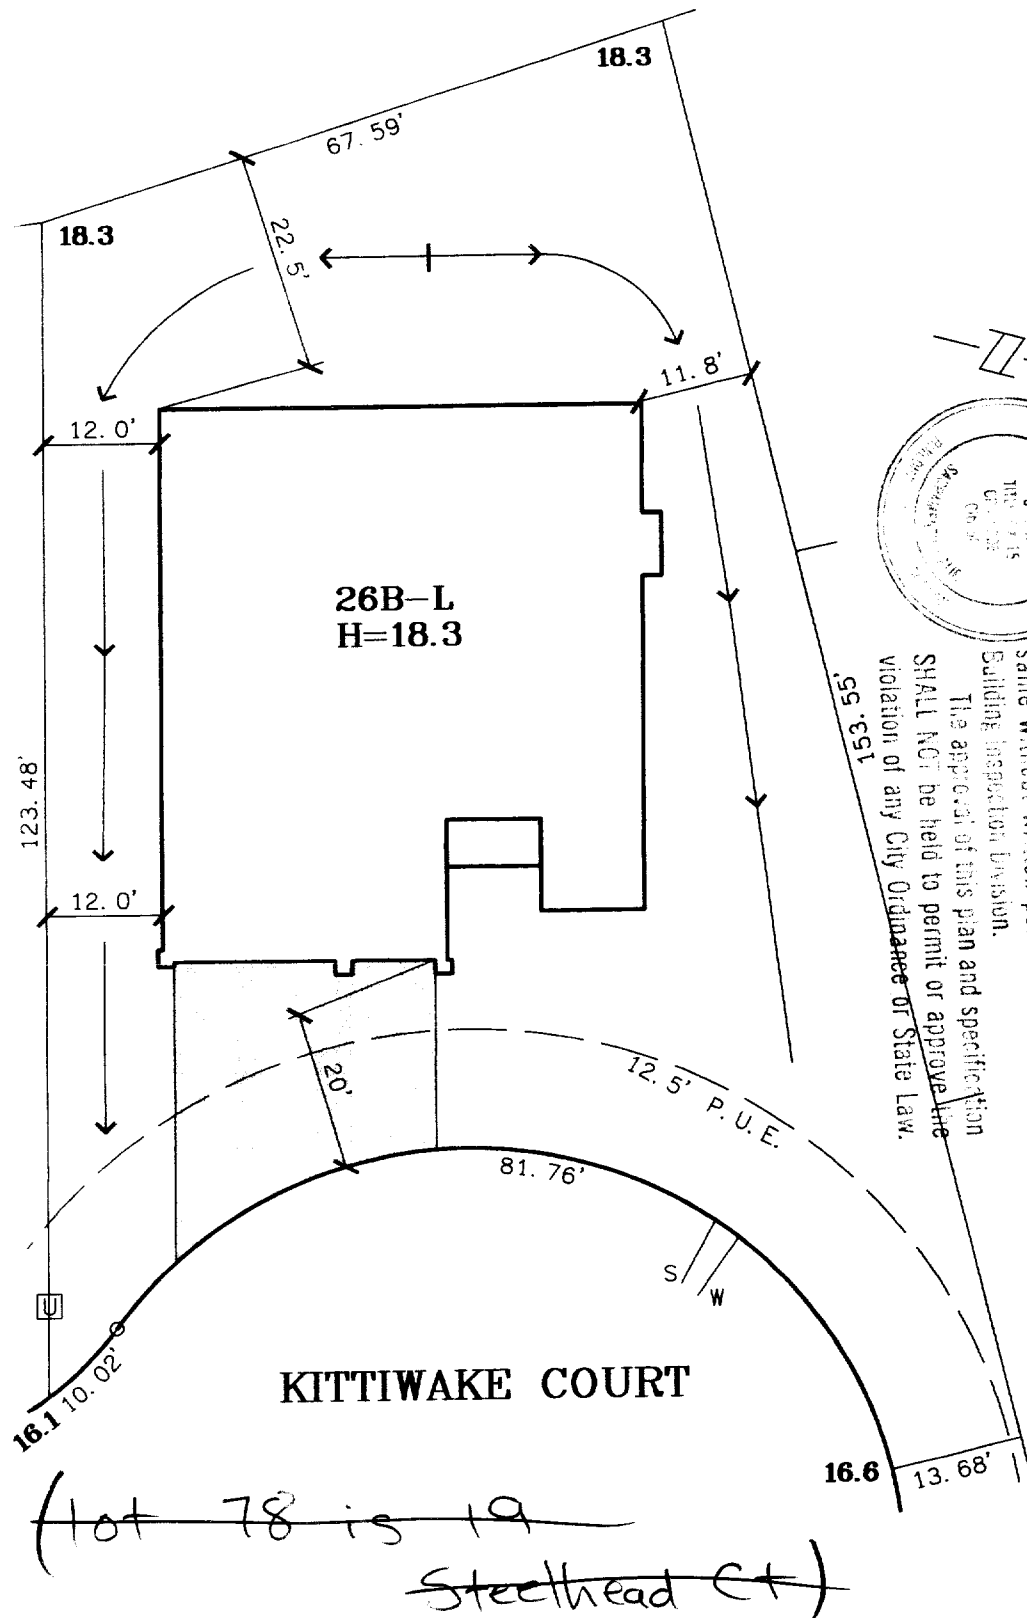 18.3
67.59'
18.3
22.5'
11.8'
12.0'
26B-L
H=18.3
153.55'
123.48'
12.0'
Building Inspection Division.
The approval of this plan and specification
SHALL NOT be held to permit or approve the
violation of any City Ordinance or State Law.
20'
12.5' P.U.E.
81.76'
S
W
U
10.02'
16.1
KITTIWAKE COURT
16.6
13.68'
(lot 78 is 19
Steelhead Ct)